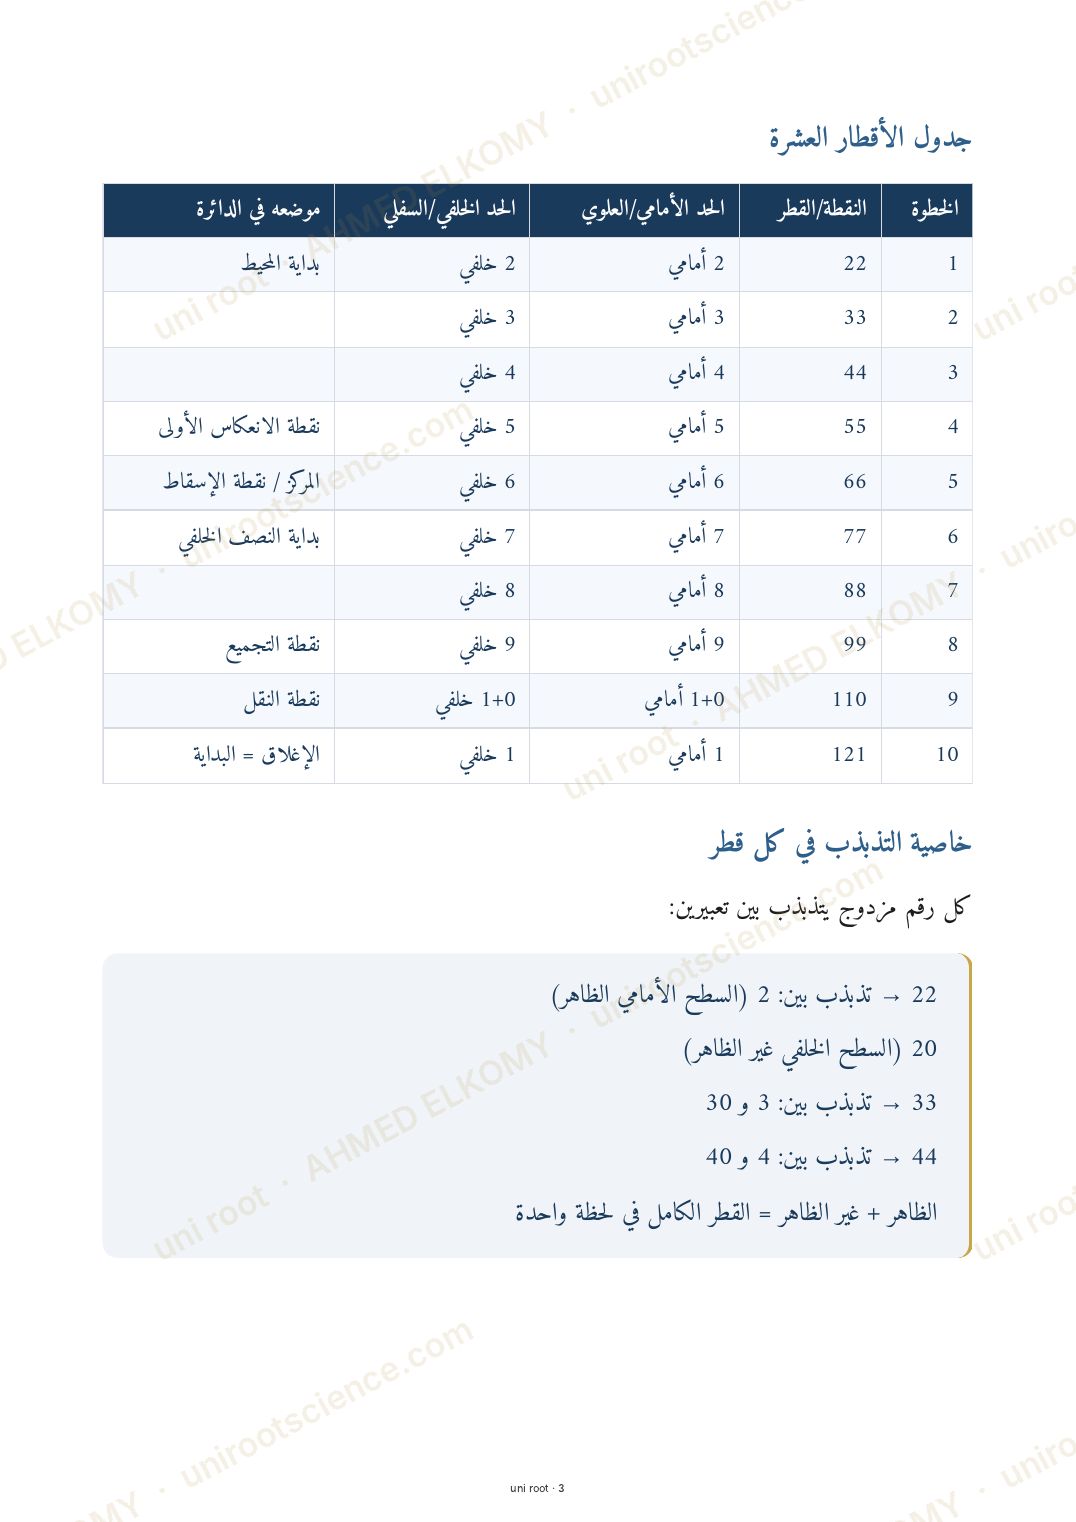 جدول الأقطار العشرة
الخطوة النقطة/القطر الحد الأمامي/العلوي الحد الخلفي/السفلي موضعه في الدائرة
1 22 2 أمامي 2 خلفي بداية المحيط
2 33 3 أمامي 3 خلفي
3 44 4 أمامي 4 خلفي
4 55 5 أمامي 5 خلفي نقطة الانعكاس الأولى
5 66 6 أمامي 6 خلفي المركز / نقطة الإسقاط
6 77 7 أمامي 7 خلفي بداية النصف الخلفي
7 88 8 أمامي 8 خلفي
8 99 9 أمامي 9 خلفي نقطة التجميع
9 110 1+0 أمامي 1+0 خلفي نقطة النقل
10 121 1 أمامي 1 خلفي الإغلاق = البداية
خاصية التذبذب في كل قطر
كل رقم مزدوج يتذبذب بين تعبيرين:
22 → تذبذب بين: 2 (السطح الأمامي الظاهر)
20 (السطح الخلفي غير الظاهر)
33 → تذبذب بين: 3 و 30
44 → تذبذب بين: 4 و 40
الظاهر + غير الظاهر = القطر الكامل في لحظة واحدة
uni root · AHMED ELKOMY · unirootscience.com
uni root · 3